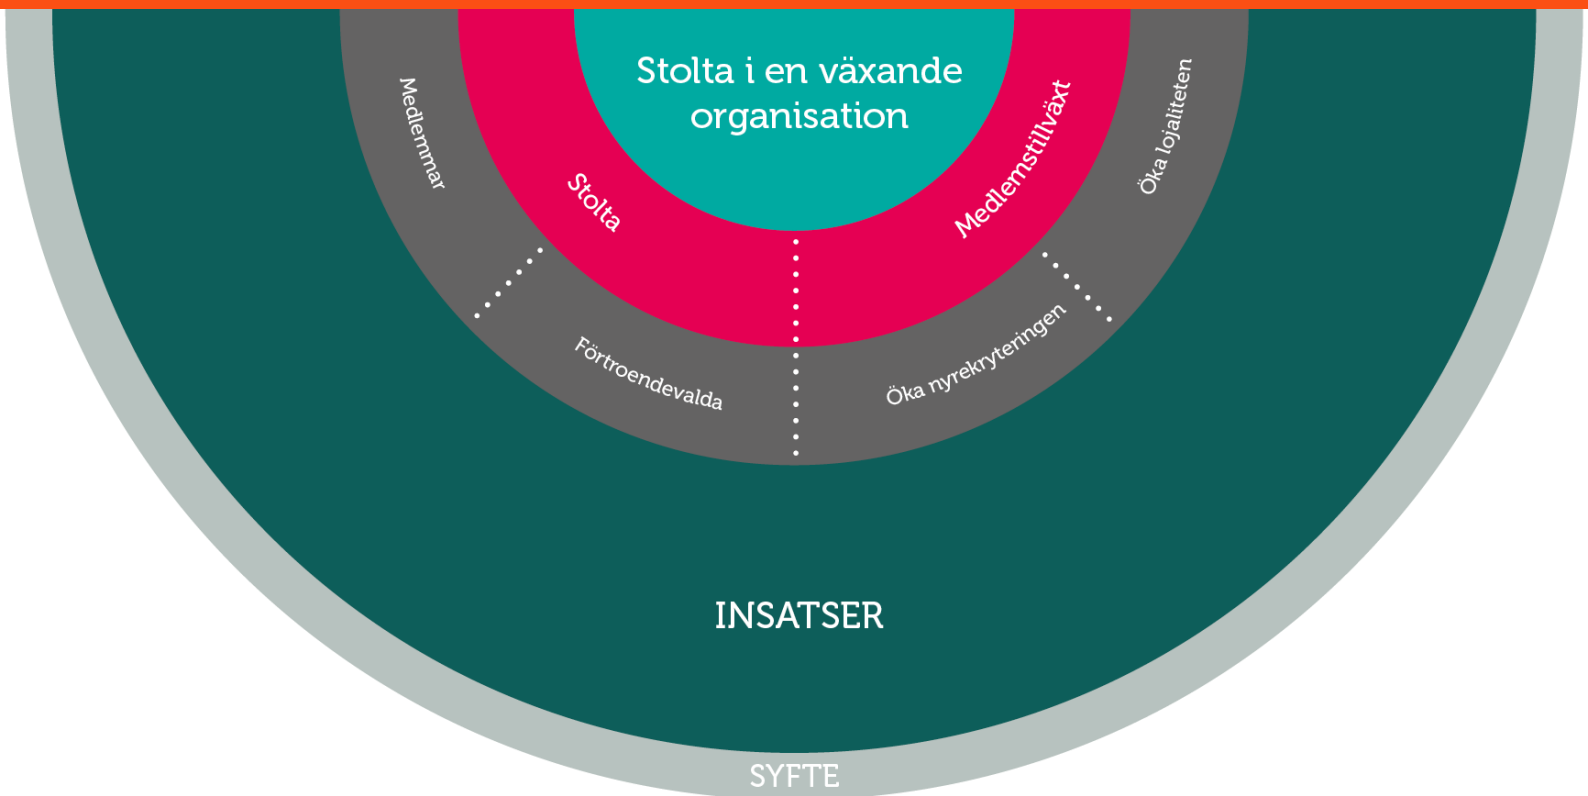 Stolta i en växande
organisation
Stolta
Medlemstillväxt
Medlemmar
Förtroendevalda
Öka nyrekryteringen
Öka lojaliteten
INSATSER
SYFTE